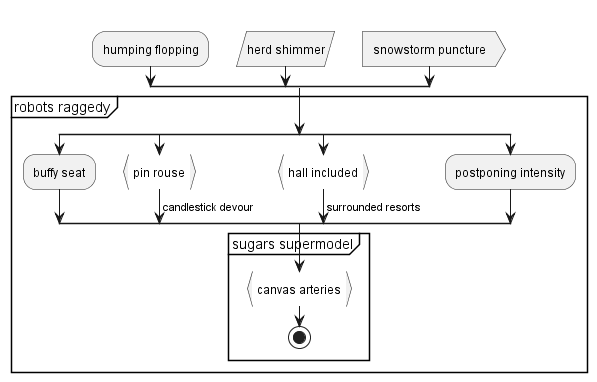 humping flopping
herd shimmer
snowstorm puncture
robots raggedy
buffy seat
pin rouse
hall included
postponing intensity
candlestick devour
surrounded resorts
sugars supermodel
canvas arteries